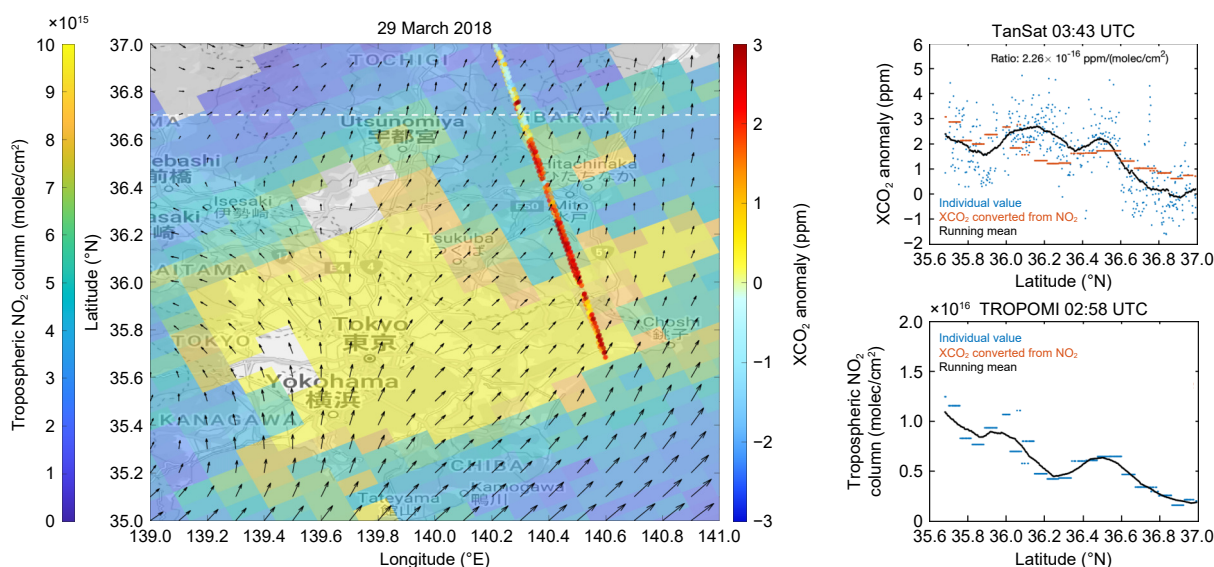 29 March 2018
×10¹⁵
10
9
8
7
6
5
4
3
2
1
0
Tropospheric NO₂ column (molec/cm²)
37.0
36.8
36.6
36.4
36.2
36.0
35.8
35.6
35.4
35.2
35.0
Latitude (°N)
TOCHIGI
Utsunomiya
宇都宮
BARAKI
ebashi
前橋
Isesaki
伊勢崎
asaki
崎
Hitachinaka
ひたちなか
Mito
水戸
E50
Tsukuba
つくば
AITAMA
TOKYO
Tokyo
東京
Choshi
銚子
Yokohama
横浜
KANAGAWA
CHIBA
Kamogawa
鴨川
Tateyama
館山
139.0
139.2
139.4
139.6
139.8
140.0
140.2
140.4
140.6
140.8
141.0
Longitude (°E)
3
2
1
0
−1
−2
−3
XCO₂ anomaly (ppm)
TanSat 03:43 UTC
Ratio: 2.26× 10⁻¹⁶ ppm/(molec/cm²)
6
5
4
3
2
1
0
−1
−2
XCO₂ anomaly (ppm)
Individual value
XCO₂ converted from NO₂
Running mean
35.6
35.8
36.0
36.2
36.4
36.6
36.8
37.0
Latitude (°N)
×10¹⁶
TROPOMI 02:58 UTC
2.0
1.5
1.0
0.5
0
Tropospheric NO₂
column (molec/cm²)
Individual value
XCO₂ converted from NO₂
Running mean
35.6
35.8
36.0
36.2
36.4
36.6
36.8
37.0
Latitude (°N)